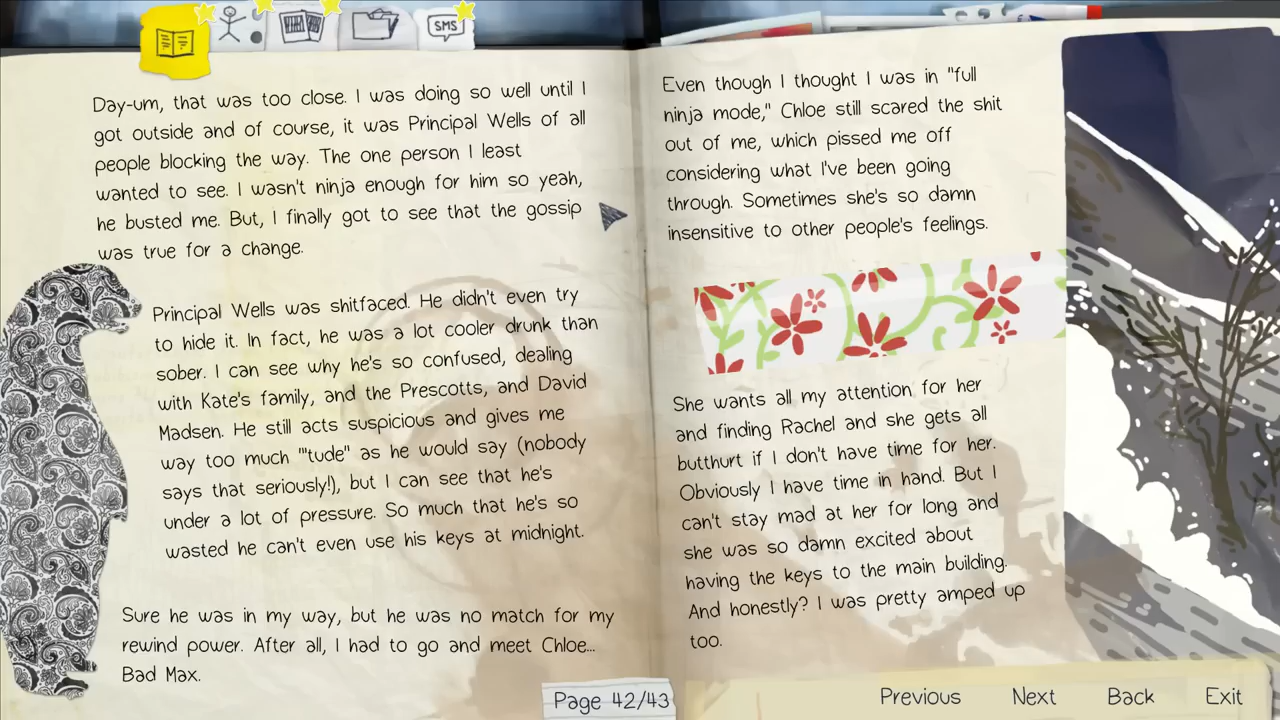 SMS
Day-um, that was too close. I was doing so well until I
got outside and of course, it was Principal Wells of all
people blocking the way. The one person I least
wanted to see. I wasn't ninja enough for him so yeah,
he busted me. But, I finally got to see that the gossip
was true for a change.
Principal Wells was shitfaced. He didn't even try
to hide it. In fact, he was a lot cooler drunk than
sober. I can see why he's so confused, dealing
with Kate's family, and the Prescotts, and David
Madsen. He still acts suspicious and gives me
way too much "'tude" as he would say (nobody
says that seriously!), but I can see that he's
under a lot of pressure. So much that he's so
wasted he can't even use his keys at midnight.
Sure he was in my way, but he was no match for my
rewind power. After all, I had to go and meet Chloe...
Bad Max.
Even though I thought I was in "full
ninja mode," Chloe still scared the shit
out of me, which pissed me off
considering what I've been going
through. Sometimes she's so damn
insensitive to other people's feelings.
She wants all my attention for her
and finding Rachel and she gets all
butthurt if I don't have time for her.
Obviously I have time in hand. But I
can't stay mad at her for long and
she was so damn excited about
having the keys to the main building.
And honestly? I was pretty amped up
too.
Page 42/43
Previous
Next
Back
Exit